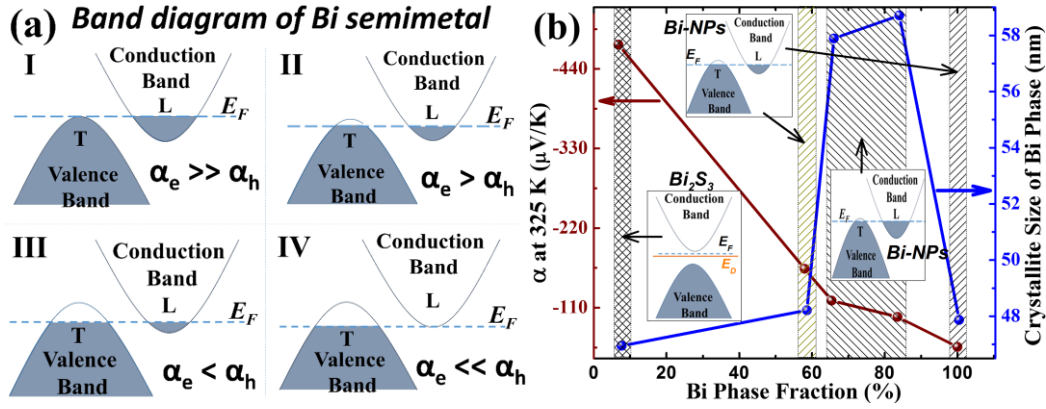 (a) Band diagram of Bi semimetal
I
Conduction
Band
L
E_F
T
Valence
Band
α_e >> α_h
II
Conduction
Band
L
E_F
T
Valence
Band
α_e > α_h
III
Conduction
Band
L
E_F
T
Valence
Band
α_e < α_h
IV
Conduction
Band
L
E_F
T
Valence
Band
α_e << α_h
(b)
α at 325 K (μV/K)
-440
-330
-220
-110
Bi-NPs
Conduction
Band
E_F
L
T
Valence
Band
Bi₂S₃
Conduction
Band
E_F
E_D
Valence
Band
Conduction
Band
E_F
L
T
Valence
Band
Bi-NPs
0 20 40 60 80 100
Bi Phase Fraction (%)
58
56
54
52
50
48
Crystallite Size of Bi Phase (nm)